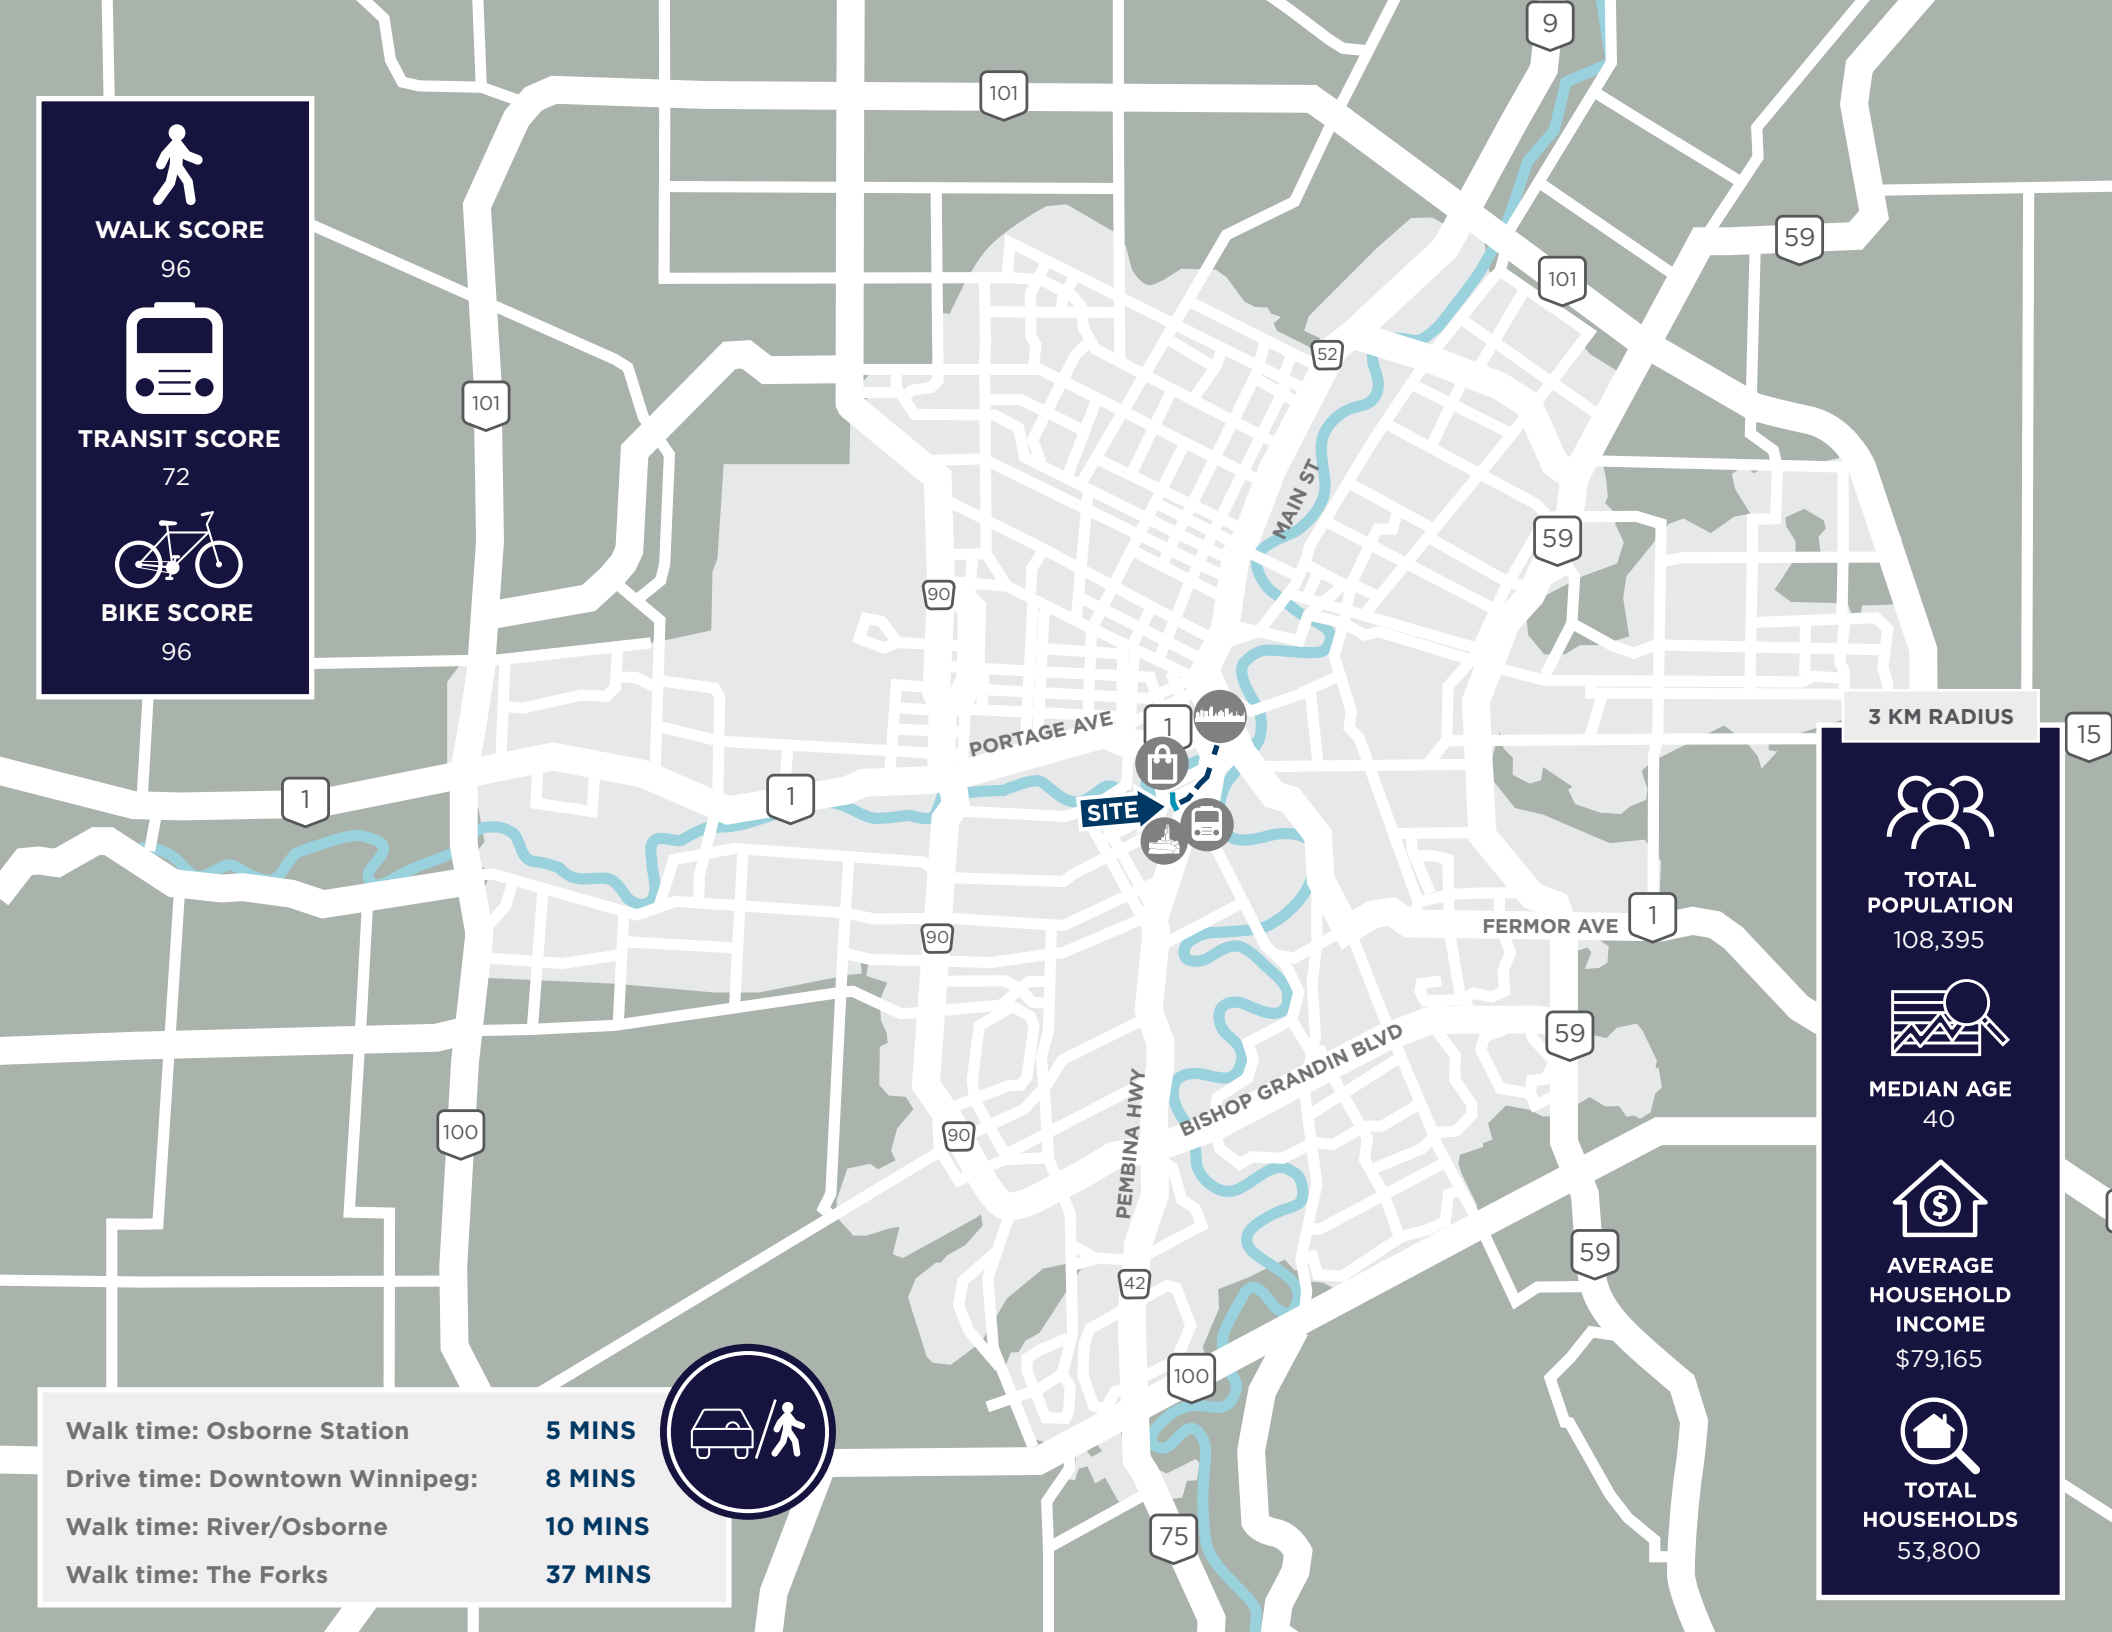 9
101
59
101
WALK SCORE
96
52
101
TRANSIT SCORE
72
MAIN ST
59
BIKE SCORE
96
90
3 KM RADIUS
15
PORTAGE AVE
1
1
1
SITE
TOTAL
POPULATION
108,395
1
FERMOR AVE
90
59
MEDIAN AGE
40
BISHOP GRANDIN BLVD
PEMBINA HWY
100
90
AVERAGE
HOUSEHOLD
INCOME
$79,165
59
42
100
Walk time: Osborne Station 5 MINS
Drive time: Downtown Winnipeg: 8 MINS
Walk time: River/Osborne 10 MINS
Walk time: The Forks 37 MINS
75
TOTAL
HOUSEHOLDS
53,800